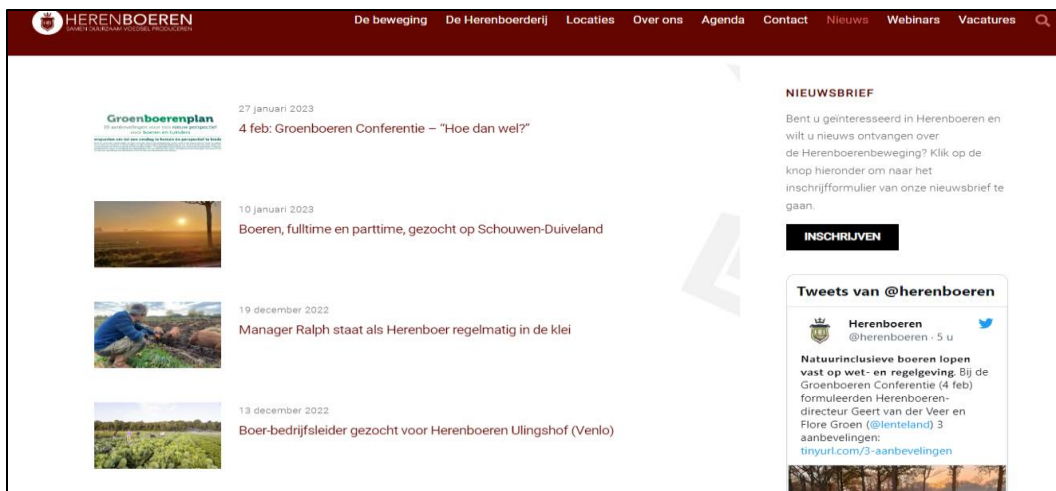 HERENBOEREN
SAMEN DUURZAAM VOEDSEL PRODUCEREN
De beweging De Herenboerderij Locaties Over ons Agenda Contact Nieuws Webinars Vacatures
Groenboerenplan
27 januari 2023
4 feb: Groenboeren Conferentie – “Hoe dan wel?”
10 januari 2023
Boeren, fulltime en parttime, gezocht op Schouwen-Duiveland
19 december 2022
Manager Ralph staat als Herenboer regelmatig in de klei
13 december 2022
Boer-bedrijfsleider gezocht voor Herenboeren Ulingshof (Venlo)
NIEUWSBRIEF
Bent u geïnteresseerd in Herenboeren en
wilt u nieuws ontvangen over
de Herenboerenbeweging? Klik op de
knop hieronder om naar het
inschrijfformulier van onze nieuwsbrief te
gaan.
INSCHRIJVEN
Tweets van @herenboeren
Herenboeren
@herenboeren · 5 u
Natuurinclusieve boeren lopen
vast op wet- en regelgeving. Bij de
Groenboeren Conferentie (4 feb)
formuleerden Herenboeren-
directeur Geert van der Veer en
Flore Groen (@lenteland) 3
aanbevelingen:
tinyurl.com/3-aanbevelingen